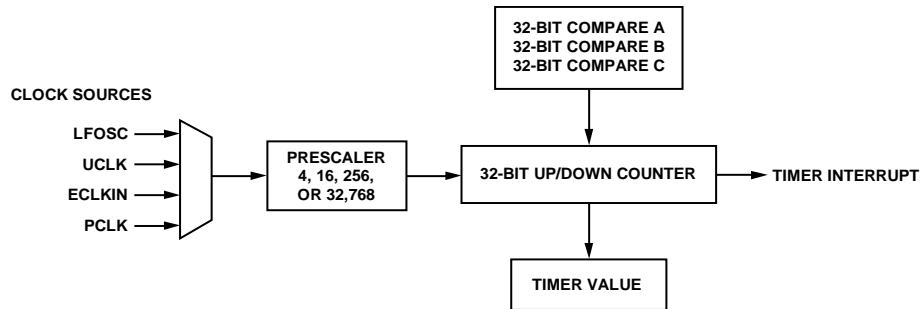 32-BIT COMPARE A
32-BIT COMPARE B
32-BIT COMPARE C
CLOCK SOURCES
LFOSC
UCLK
ECLKIN
PCLK
PRESCALER
4, 16, 256,
OR 32,768
32-BIT UP/DOWN COUNTER
TIMER INTERRUPT
TIMER VALUE